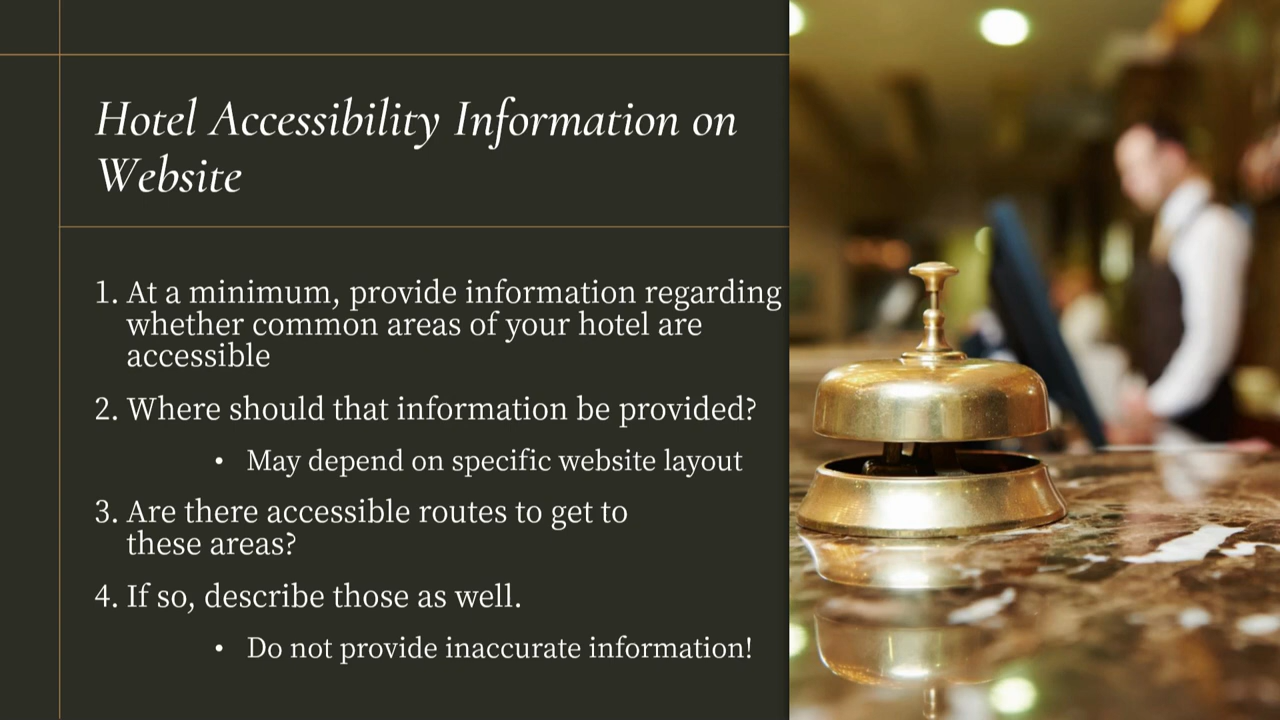 Hotel Accessibility Information on
Website
1. At a minimum, provide information regarding
whether common areas of your hotel are
accessible
2. Where should that information be provided?
• May depend on specific website layout
3. Are there accessible routes to get to
these areas?
4. If so, describe those as well.
• Do not provide inaccurate information!